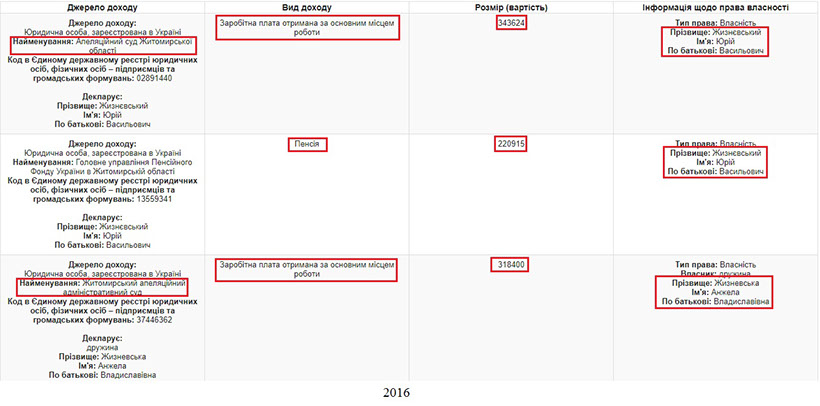 Джерело доходу
Вид доходу
Розмір (вартість)
Інформація щодо права власності
Джерело доходу:
Юридична особа, зареєстрована в Україні
Найменування: Апеляційний суд Житомирської
області
Код в Єдиному державному реєстрі юридичних
осіб, фізичних осіб – підприємців та
громадських формувань: 02891440
Декларує:
Прізвище: Жизнєвський
Ім'я: Юрій
По батькові: Васильович
Заробітна плата отримана за основним місцем
роботи
343624
Тип права: Власність
Прізвище: Жизнєвський
Ім'я: Юрій
По батькові: Васильович
Джерело доходу:
Юридична особа, зареєстрована в Україні
Найменування: Головне управління Пенсійного
Фонду України в Житомирській області
Код в Єдиному державному реєстрі юридичних
осіб, фізичних осіб – підприємців та
громадських формувань: 13559341
Декларує:
Прізвище: Жизнєвський
Ім'я: Юрій
По батькові: Васильович
Пенсія
220915
Тип права: Власність
Прізвище: Жизнєвський
Ім'я: Юрій
По батькові: Васильович
Джерело доходу:
Юридична особа, зареєстрована в Україні
Найменування: Житомирський апеляційний
адміністративний суд
Код в Єдиному державному реєстрі юридичних
осіб, фізичних осіб – підприємців та
громадських формувань: 37446362
Декларує:
дружина
Прізвище: Жизневська
Ім'я: Анжела
По батькові: Владиславівна
Заробітна плата отримана за основним місцем
роботи
318400
Тип права: Власність
Власник: дружина
Прізвище: Жизневська
Ім'я: Анжела
По батькові: Владиславівна
2016